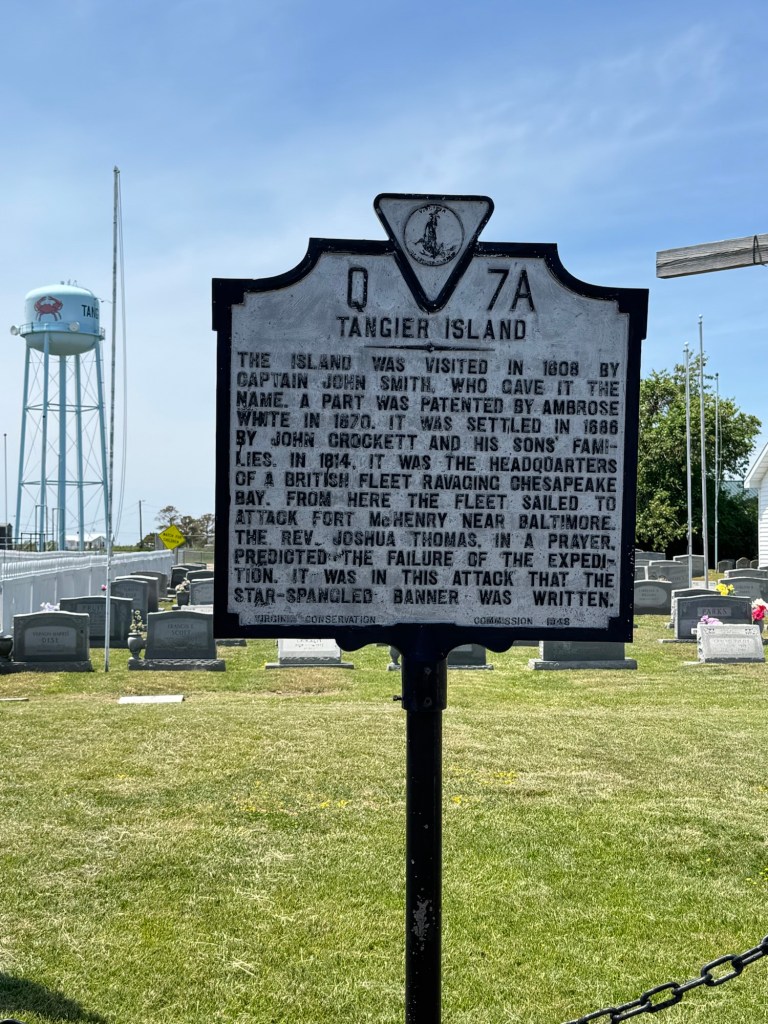 Q 7A
TANGIER ISLAND
THE ISLAND WAS VISITED IN 1608 BY
CAPTAIN JOHN SMITH, WHO GAVE IT THE
NAME. A PART WAS PATENTED BY AMBROSE
WHITE IN 1670. IT WAS SETTLED IN 1686
BY JOHN CROCKETT AND HIS SONS' FAMI-
LIES. IN 1814, IT WAS THE HEADQUARTERS
OF A BRITISH FLEET RAVAGING CHESAPEAKE
BAY. FROM HERE THE FLEET SAILED TO
ATTACK FORT McHENRY NEAR BALTIMORE.
THE REV. JOSHUA THOMAS, IN A PRAYER,
PREDICTED THE FAILURE OF THE EXPEDI-
TION. IT WAS IN THIS ATTACK THAT THE
STAR-SPANGLED BANNER WAS WRITTEN.
VIRGINIA CONSERVATION COMMISSION 1948
TANG
PARKS